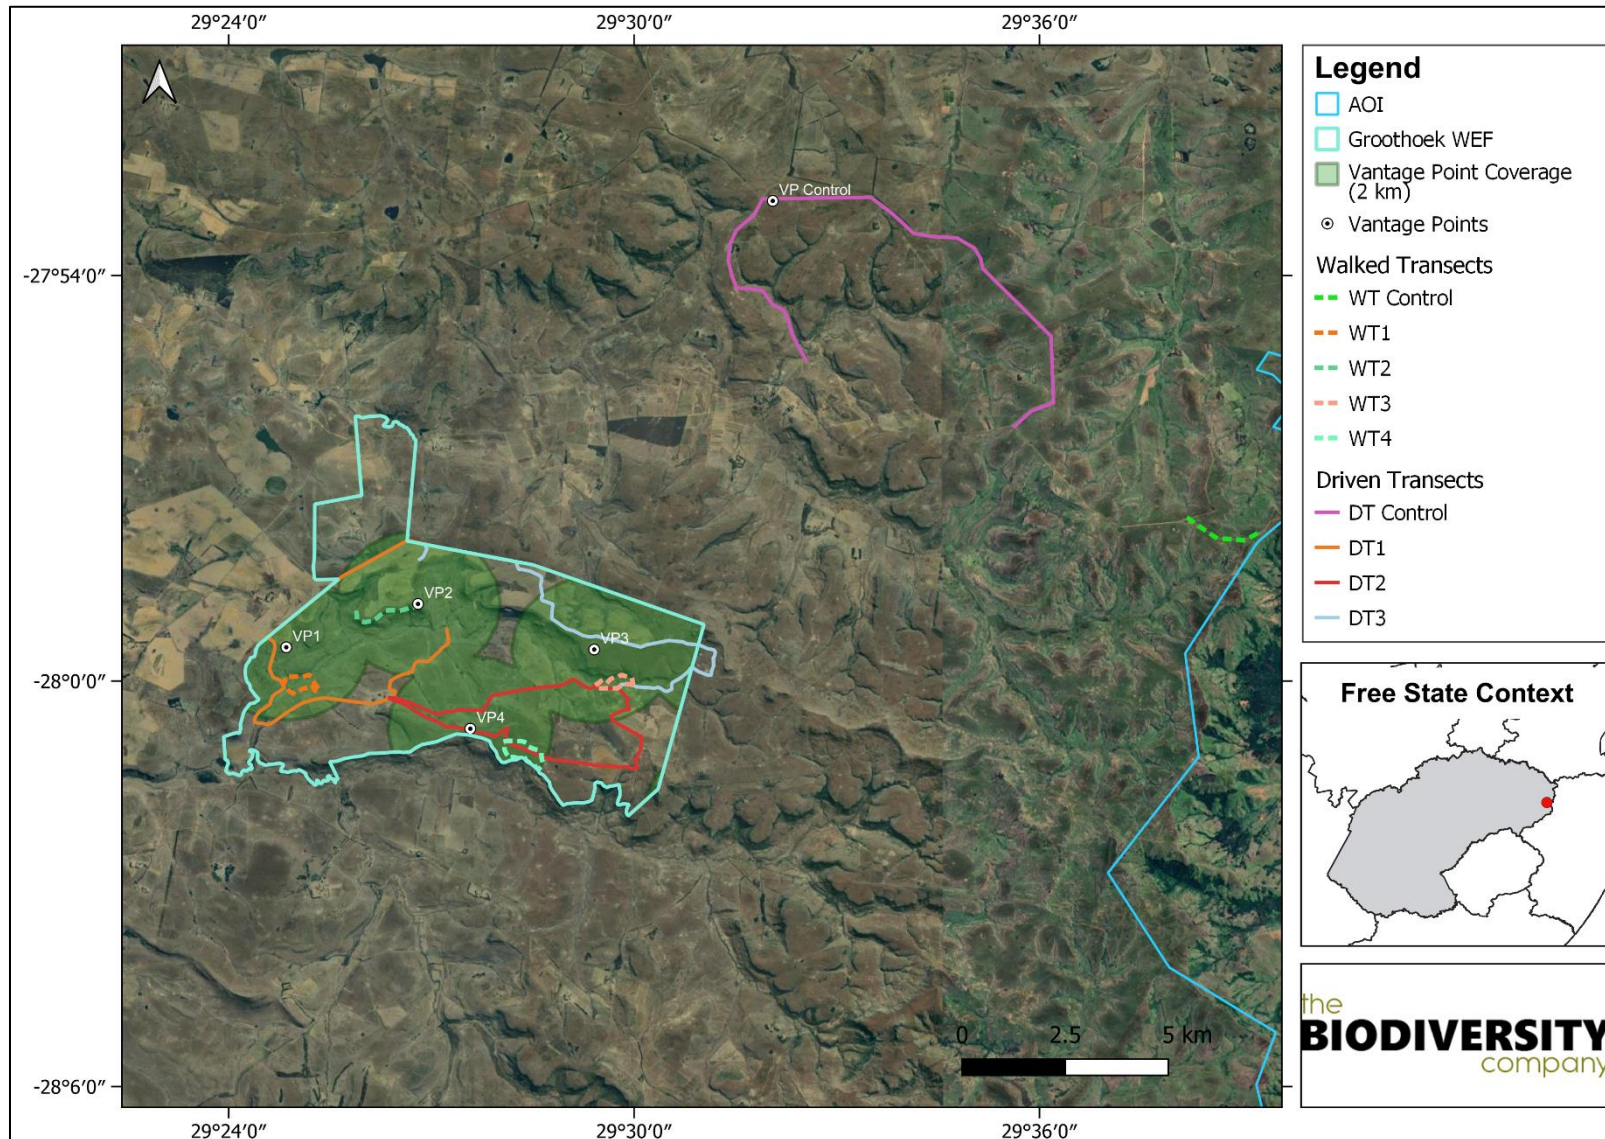 29°24′0″ 29°30′0″ 29°36′0″
-27°54′0″
-28°0′0″
-28°6′0″
VP Control
VP2
VP1
VP3
VP4
0 2.5 5 km
29°24′0″ 29°30′0″ 29°36′0″
Legend
AOI
Groothoek WEF
Vantage Point Coverage
(2 km)
Vantage Points
Walked Transects
WT Control
WT1
WT2
WT3
WT4
Driven Transects
DT Control
DT1
DT2
DT3
Free State Context
the
BIODIVERSITY
company